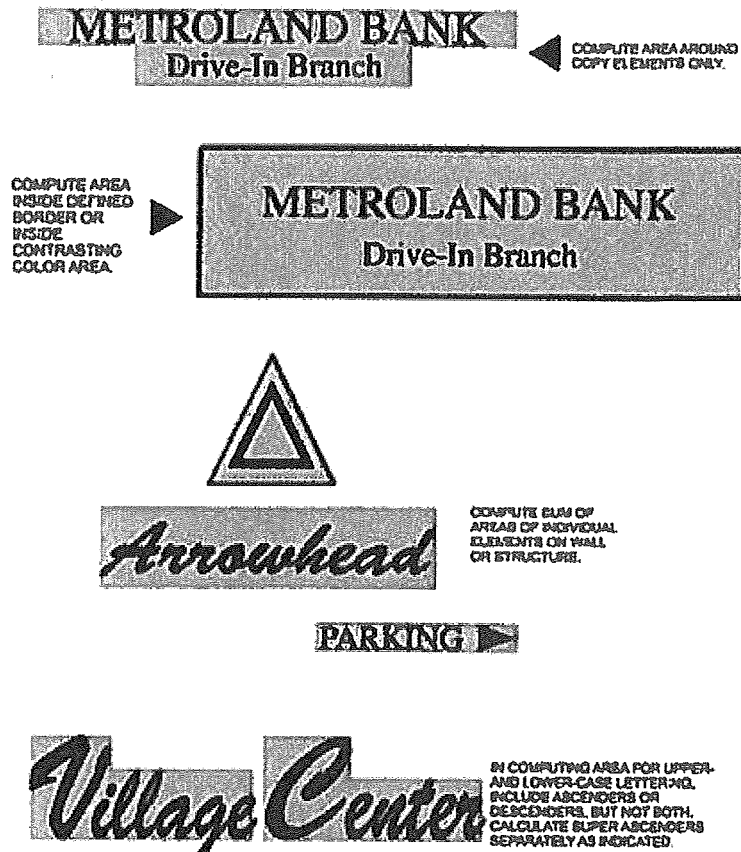 METROLAND BANK
Drive-In Branch
COMPUTE AREA AROUND
COPY ELEMENTS ONLY.
COMPUTE AREA
INSIDE DEFINED
BORDER OR
INSIDE
CONTRASTING
COLOR AREA.
METROLAND BANK
Drive-In Branch
Arrowhead
COMPUTE SUM OF
AREAS OF INDIVIDUAL
ELEMENTS ON WALL
OR STRUCTURE.
PARKING
Village Center
IN COMPUTING AREA FOR UPPER-
AND LOWER-CASE LETTERING,
INCLUDE ASCENDERS OR
DESCENDERS, BUT NOT BOTH.
CALCULATE SUPER ASCENDERS
SEPARATELY AS INDICATED.